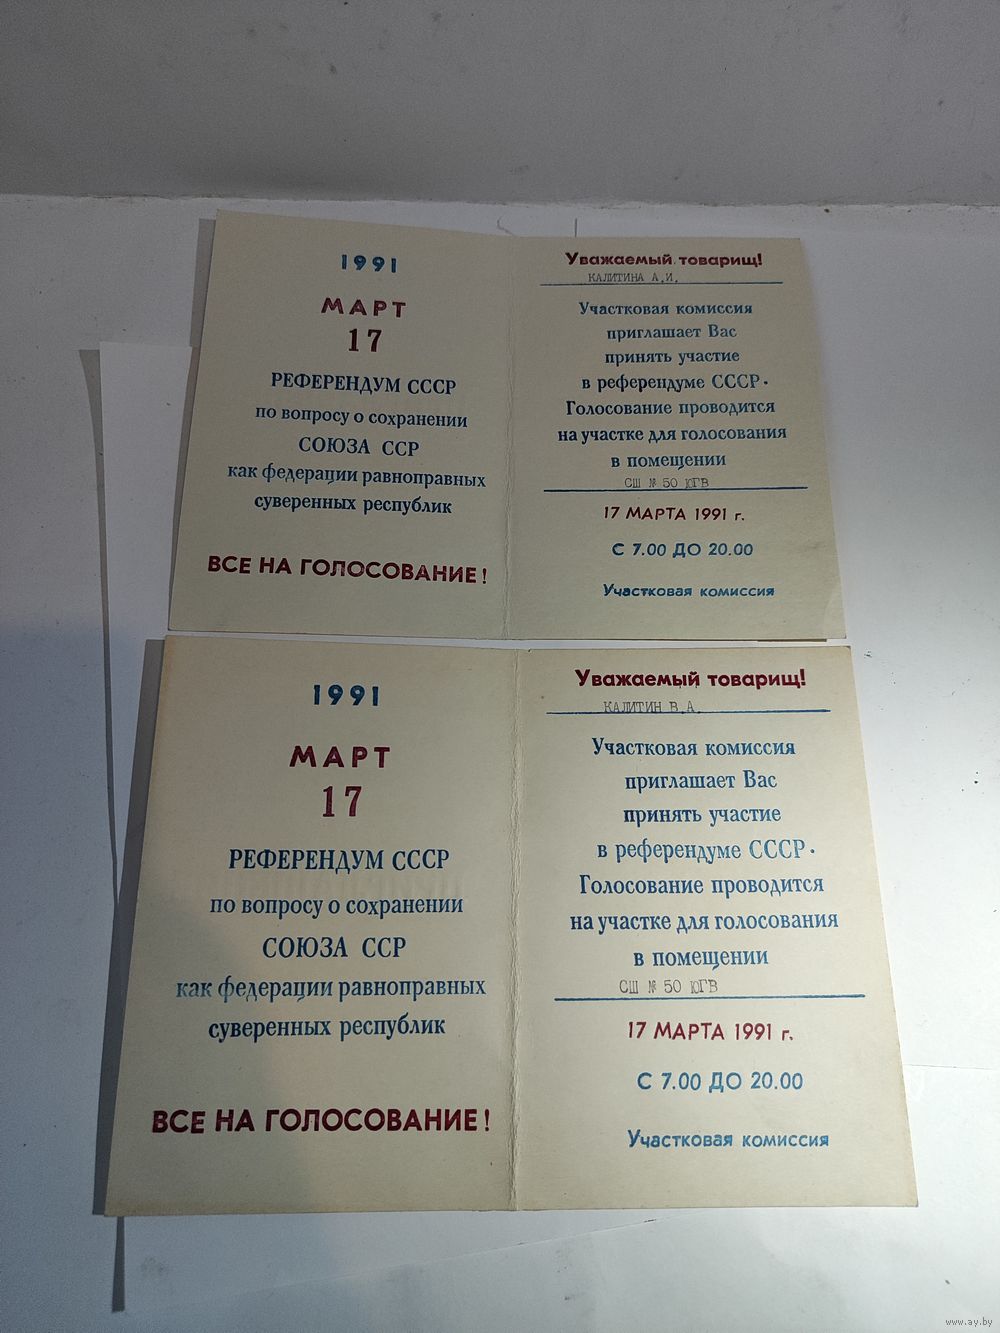 1991
МАРТ
17
РЕФЕРЕНДУМ СССР
по вопросу о сохранении
СОЮЗА ССР
как федерации равноправных
суверенных республик
ВСЕ НА ГОЛОСОВАНИЕ!
Уважаемый товарищ!
КАЛИТИНА А.И.
Участковая комиссия
приглашает Вас
принять участие
в референдуме СССР.
Голосование проводится
на участке для голосования
в помещении
СШ № 50 ЮГВ
17 МАРТА 1991 г.
С 7.00 ДО 20.00
Участковая комиссия
1991
МАРТ
17
РЕФЕРЕНДУМ СССР
по вопросу о сохранении
СОЮЗА ССР
как федерации равноправных
суверенных республик
ВСЕ НА ГОЛОСОВАНИЕ!
Уважаемый товарищ!
КАЛИТИН В.А.
Участковая комиссия
приглашает Вас
принять участие
в референдуме СССР.
Голосование проводится
на участке для голосования
в помещении
СШ № 50 ЮГВ
17 МАРТА 1991 г.
С 7.00 ДО 20.00
Участковая комиссия
www.ay.by